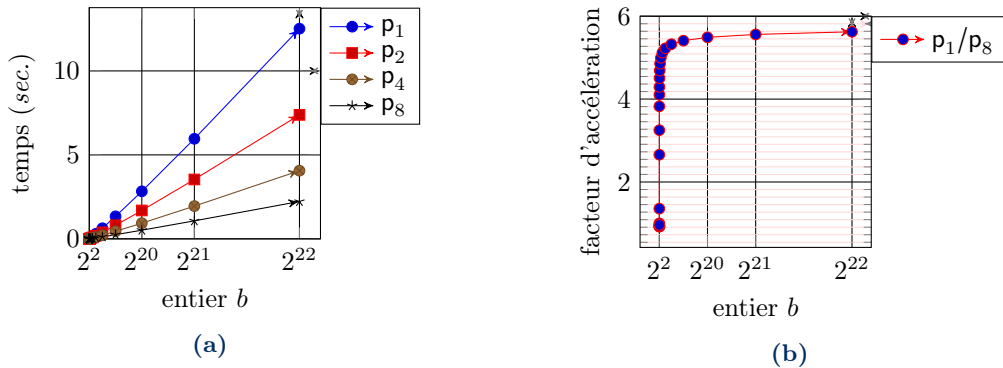 temps (sec.)
10
5
0
2^2 2^20 2^21 2^22
entier b
p_1
p_2
p_4
p_8
(a)
facteur d'accélération
6
4
2
2^2 2^20 2^21 2^22
entier b
p_1/p_8
(b)